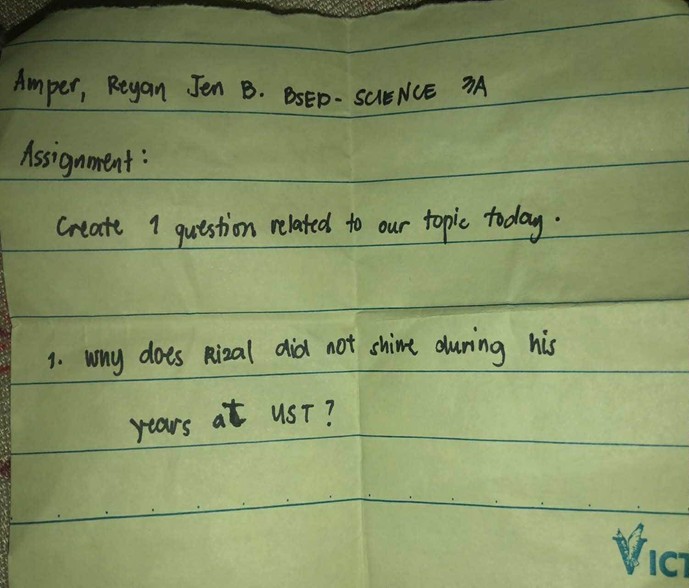 Amper, Reyan Jen B. BSED- SCIENCE 3A
Assignment:
Create 1 question related to our topic today.
1. Why does Rizal did not shine during his
years at UST?
VICT